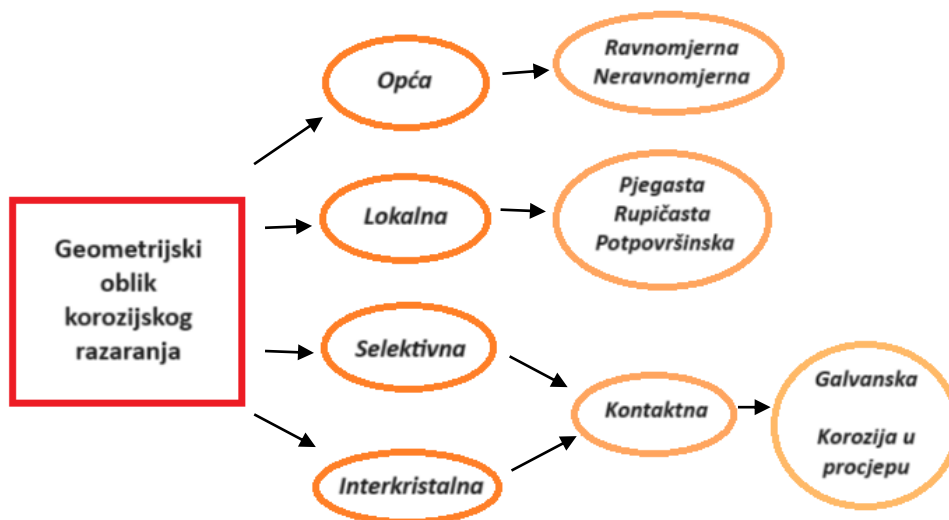 Geometrijski
oblik
korozijskog
razaranja
Opća
Ravnomjerna
Neravnomjerna
Lokalna
Pjegasta
Rupičasta
Potpovršinska
Selektivna
Interkristalna
Kontaktna
Galvanska
Korozija u
procjepu